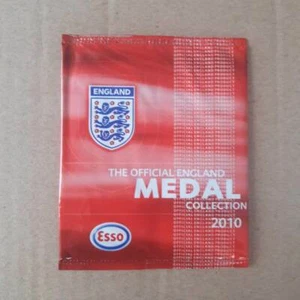 ENGLAND
THE OFFICIAL ENGLAND
MEDAL
COLLECTION
2010
Esso